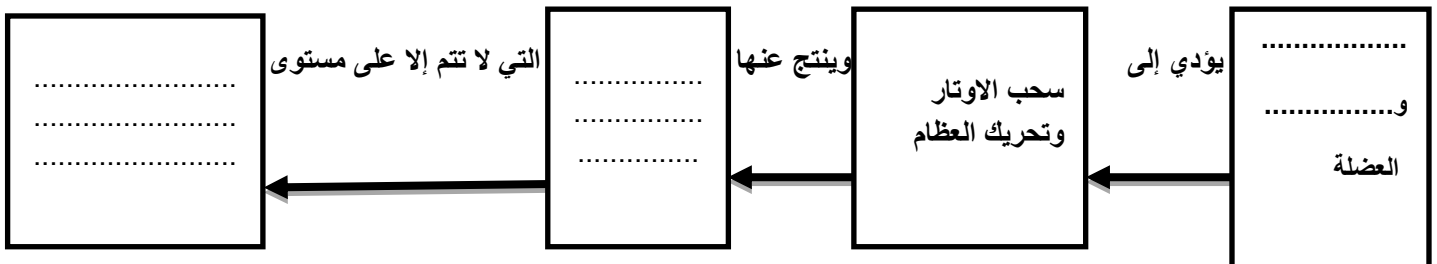 ..................
و................
العضلة
يؤدي إلى
سحب الاوتار
وتحريك العظام
وينتج عنها
................
................
...............
التي لا تتم إلا على مستوى
........................
........................
........................